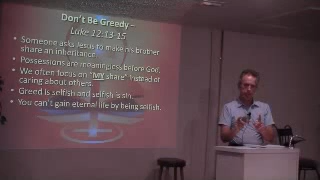 Don't Be Greedy –
Luke 12:13-15
• Someone asks Jesus to make his brother
share an inheritance.
• Possessions are meaningless before God.
• We often focus on "MY share" instead of
caring about others.
• Greed is selfish and selfish is sin.
• You can't gain eternal life by being selfish.